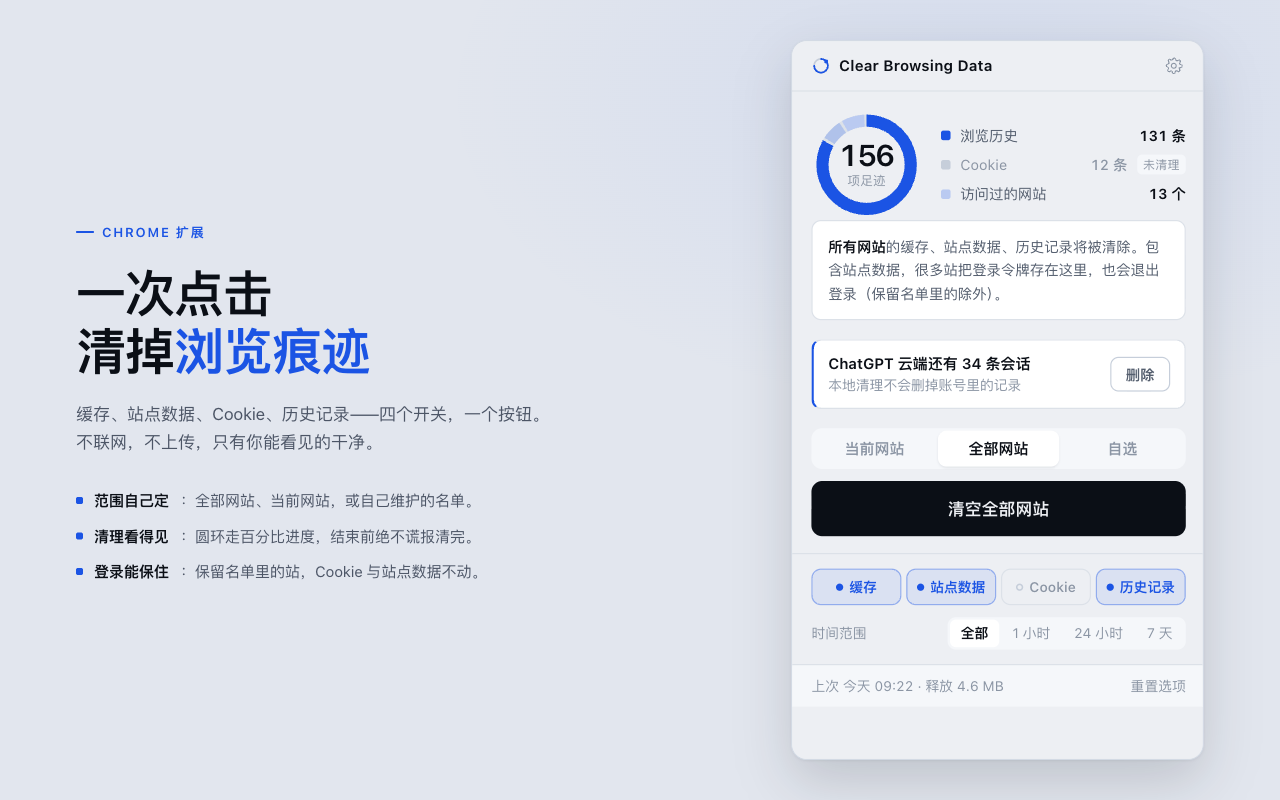 CHROME 扩展
一次点击
清掉浏览痕迹
缓存、站点数据、Cookie、历史记录——四个开关，一个按钮。
不联网，不上传，只有你能看见的干净。
范围自己定 ： 全部网站、当前网站，或自己维护的名单。
清理看得见 ： 圆环走百分比进度，结束前绝不谎报清完。
登录能保住 ： 保留名单里的站，Cookie 与站点数据不动。
Clear Browsing Data
156
项足迹
浏览历史 131 条
Cookie 12 条 未清理
访问过的网站 13 个
所有网站的缓存、站点数据、历史记录将被清除。包
含站点数据，很多站把登录令牌存在这里，也会退出
登录（保留名单里的除外）。
ChatGPT 云端还有 34 条会话
本地清理不会删掉账号里的记录
删除
当前网站 全部网站 自选
清空全部网站
缓存 站点数据 Cookie 历史记录
时间范围 全部 1 小时 24 小时 7 天
上次 今天 09:22 · 释放 4.6 MB 重置选项